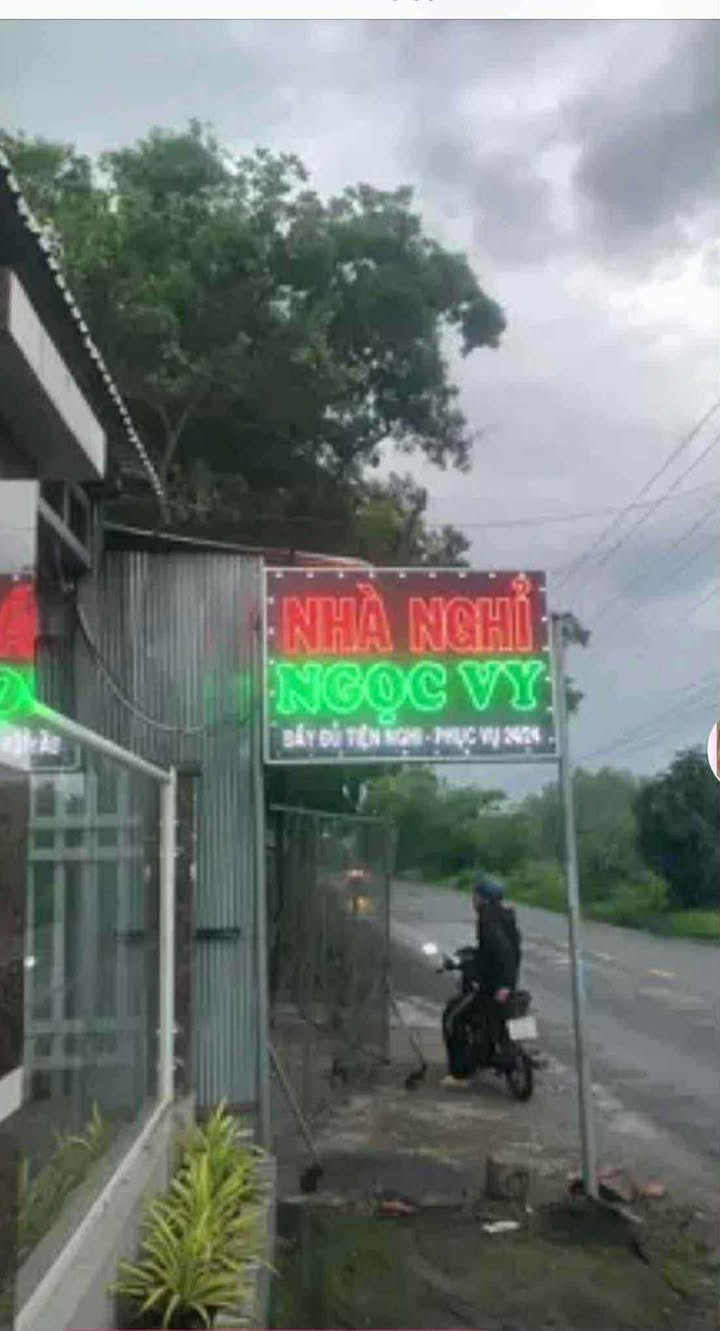 NHÀ NGHỈ
NGỌC VY
ĐẦY ĐỦ TIỆN NGHI - PHỤC VỤ 24/24